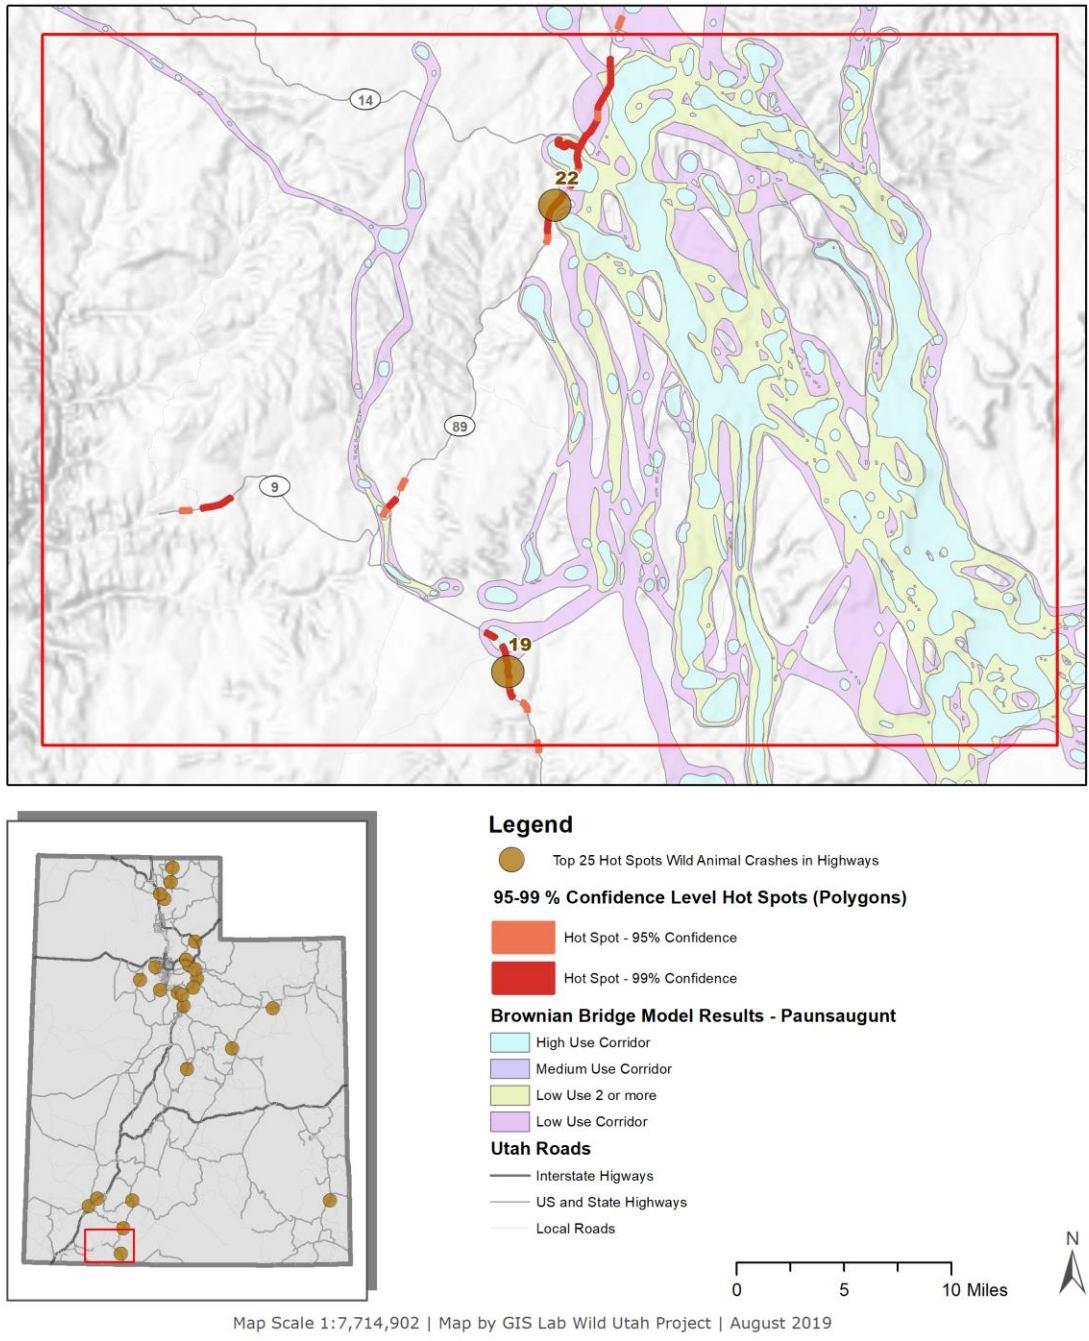 14
22
89
9
19
Legend
Top 25 Hot Spots Wild Animal Crashes in Highways
95-99 % Confidence Level Hot Spots (Polygons)
Hot Spot - 95% Confidence
Hot Spot - 99% Confidence
Brownian Bridge Model Results - Paunsaugunt
High Use Corridor
Medium Use Corridor
Low Use 2 or more
Low Use Corridor
Utah Roads
Interstate Higways
US and State Highways
Local Roads
N
0 5 10 Miles
Map Scale 1:7,714,902 | Map by GIS Lab Wild Utah Project | August 2019